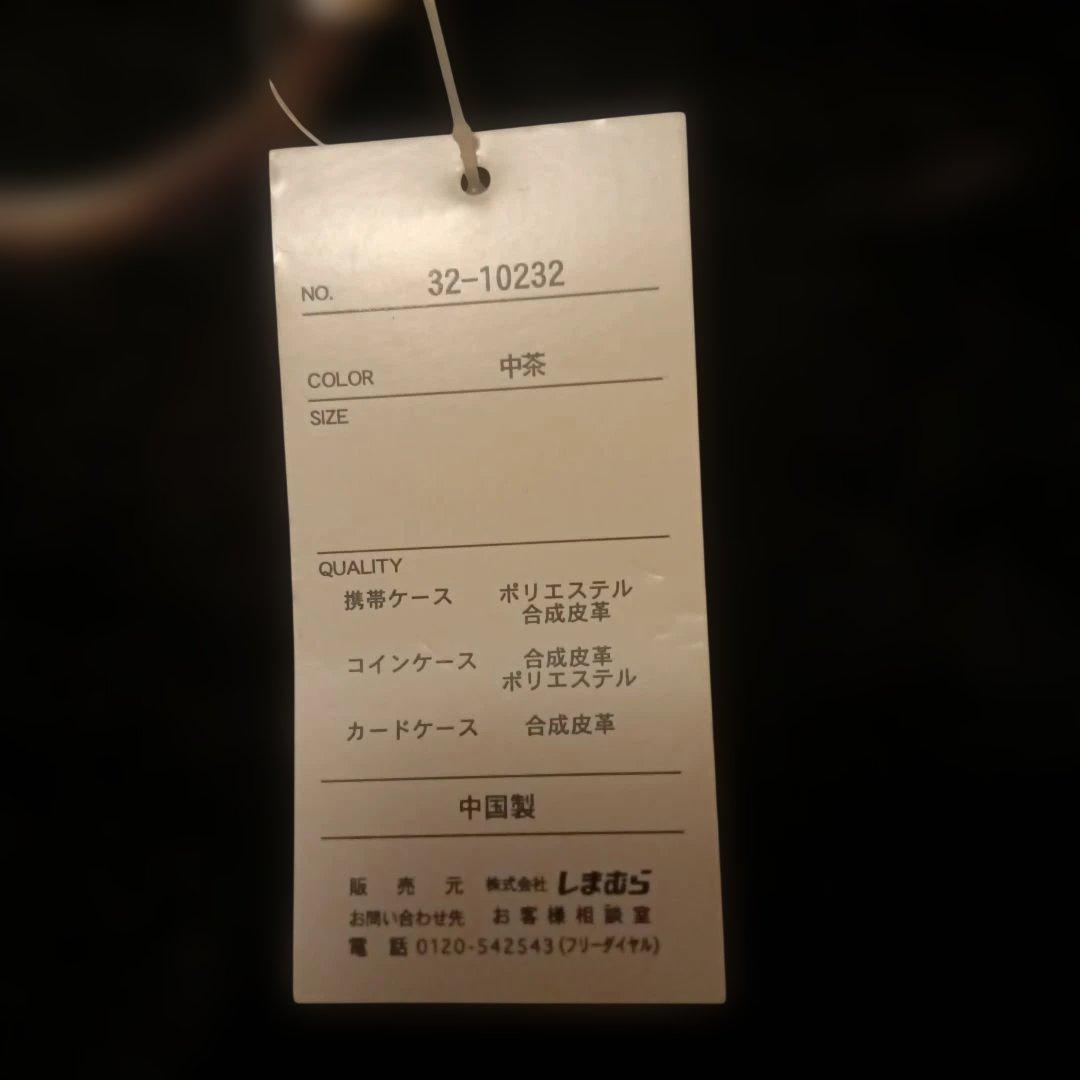 NO. 32-10232
COLOR 中茶
SIZE
QUALITY
携帯ケース ポリエステル
合成皮革
コインケース 合成皮革
ポリエステル
カードケース 合成皮革
中国製
販売元 株式会社 しまむら
お問い合わせ先 お客様相談室
電話 0120-542543(フリーダイヤル)